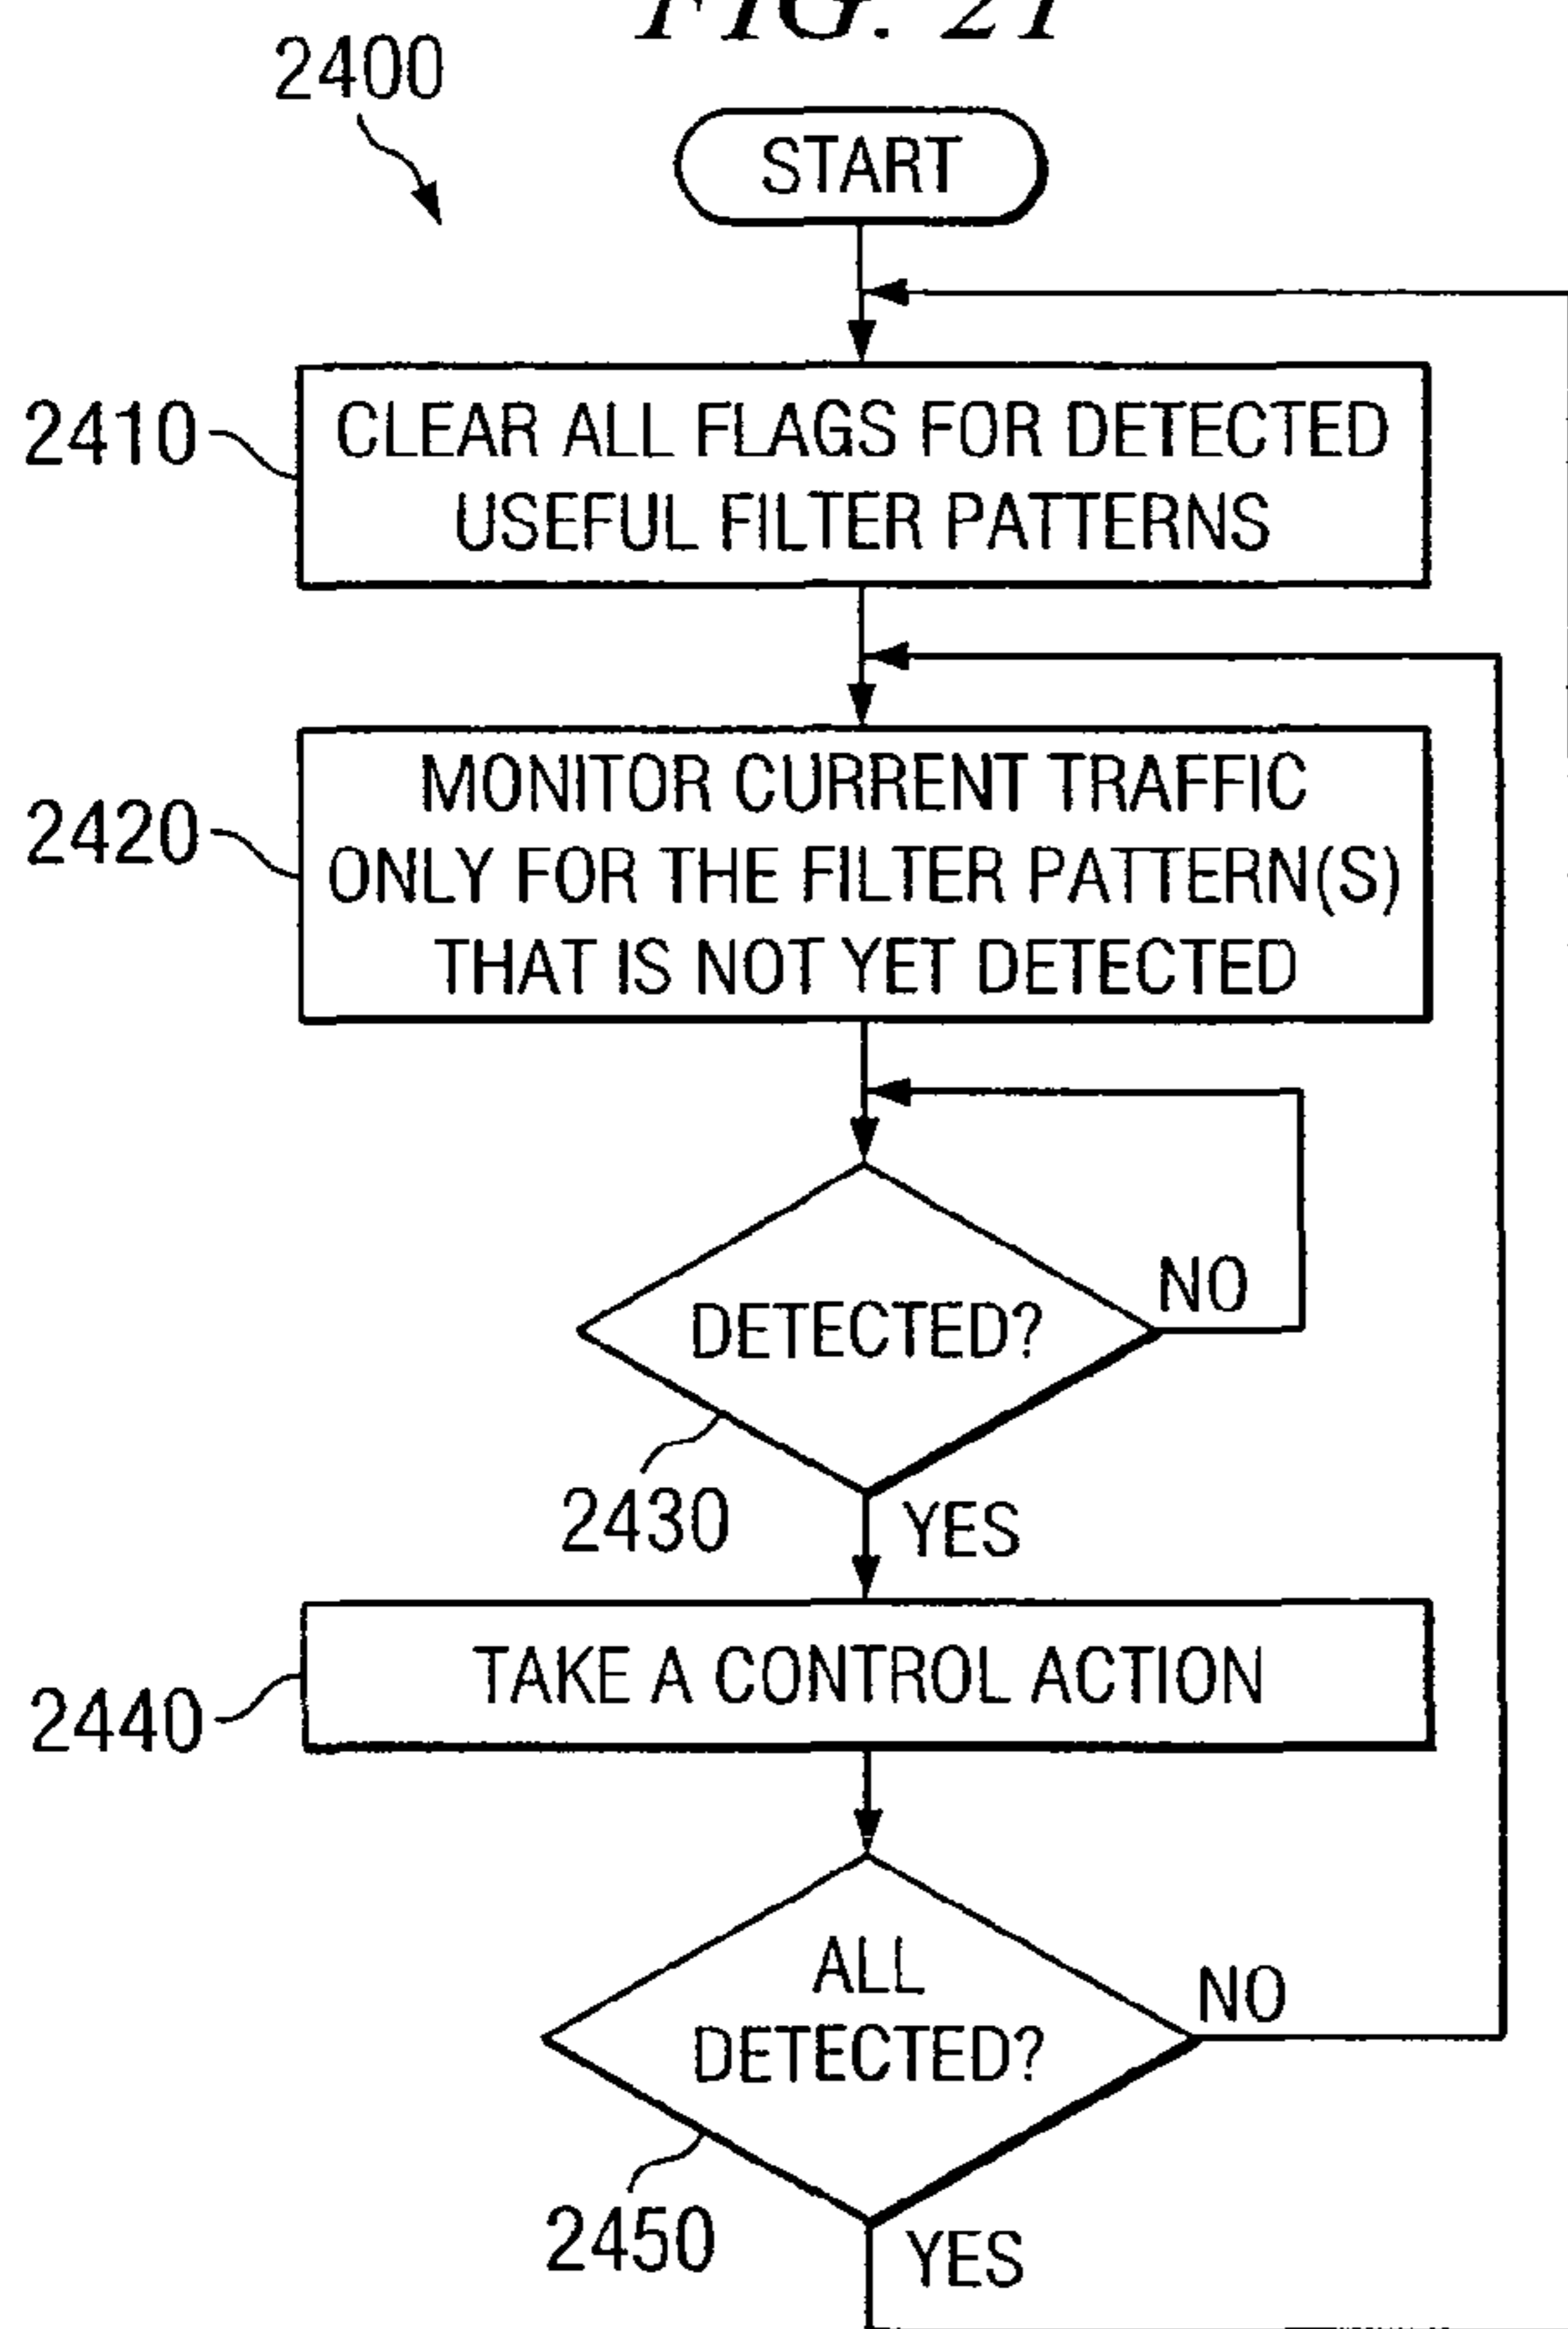 FIG. 21
2400
START
2410
CLEAR ALL FLAGS FOR DETECTED
USEFUL FILTER PATTERNS
2420
MONITOR CURRENT TRAFFIC
ONLY FOR THE FILTER PATTERN(S)
THAT IS NOT YET DETECTED
DETECTED?
NO
2430
YES
2440
TAKE A CONTROL ACTION
ALL
DETECTED?
NO
2450
YES